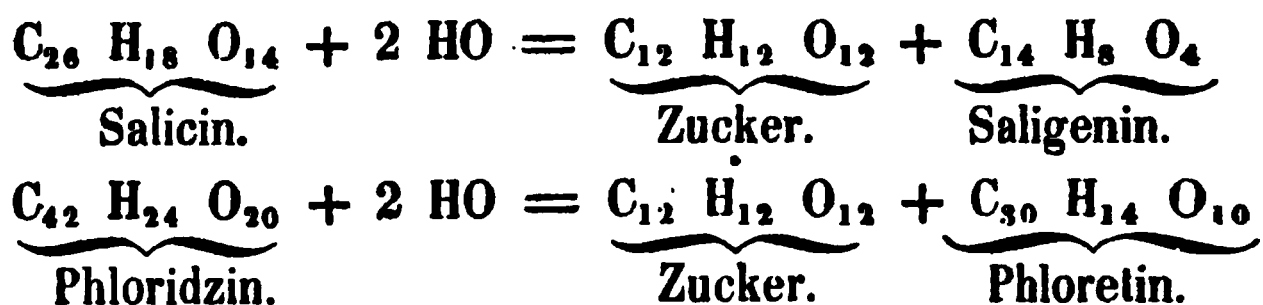 C₂₆ H₁₈ O₁₄ + 2 HO = C₁₂ H₁₂ O₁₂ + C₁₄ H₈ O₄
Salicin. Zucker. Saligenin.
C₄₂ H₂₄ O₂₀ + 2 HO = C₁₂ H₁₂ O₁₂ + C₃₀ H₁₄ O₁₀
Phloridzin. Zucker. Phloretin.